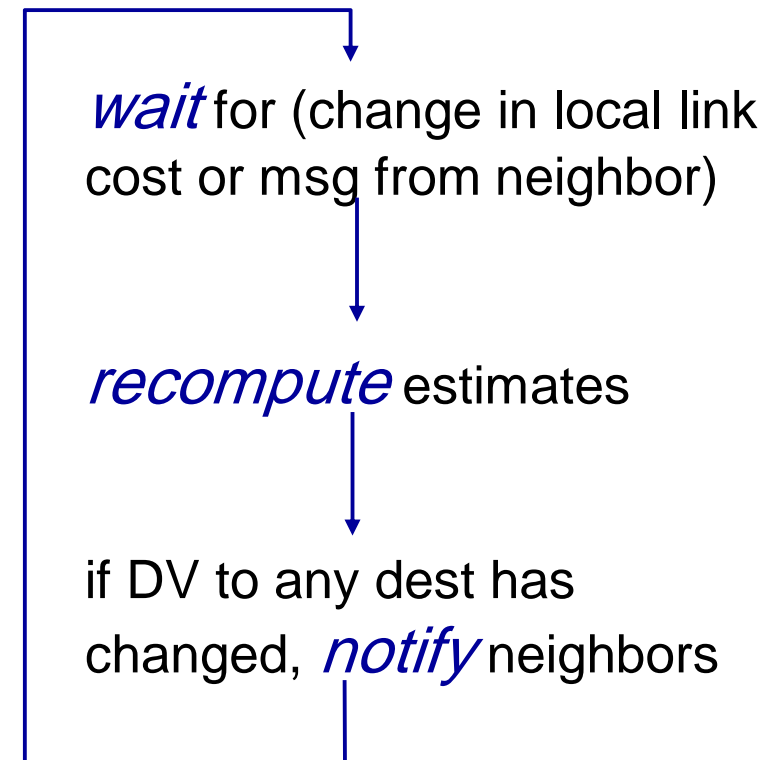 wait for (change in local link
cost or msg from neighbor)
recompute estimates
if DV to any dest has
changed, notify neighbors